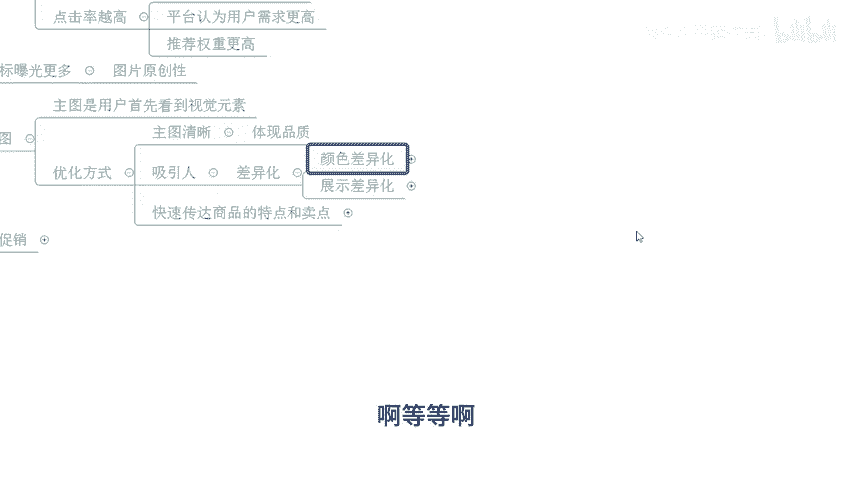 点击率越高
平台认为用户需求更高
推荐权重更高
标曝光更多
图片原创性
主图是用户首先看到视觉元素
图
主图清晰
体现品质
优化方式
吸引人
差异化
颜色差异化
展示差异化
快速传达商品的特点和卖点
促销
啊等等啊
bilibili